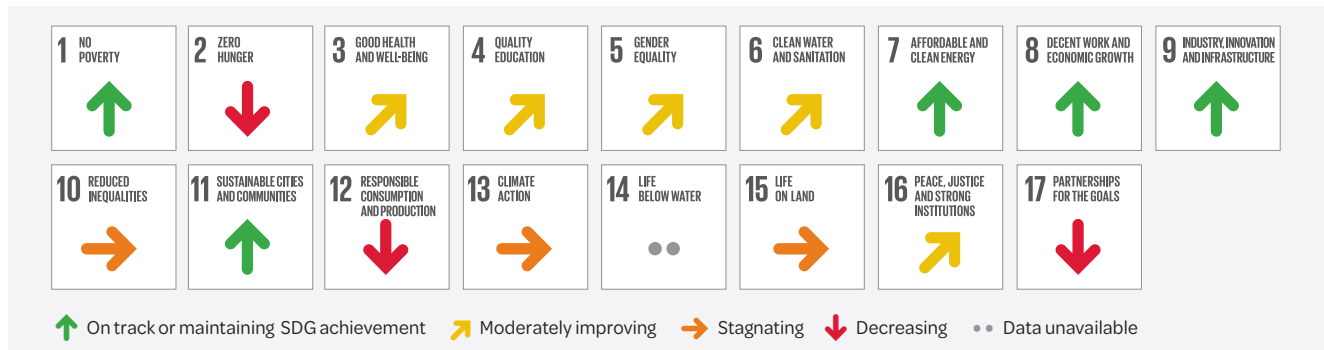 1 NO
POVERTY
2 ZERO
HUNGER
3 GOOD HEALTH
AND WELL-BEING
4 QUALITY
EDUCATION
5 GENDER
EQUALITY
6 CLEAN WATER
AND SANITATION
7 AFFORDABLE AND
CLEAN ENERGY
8 DECENT WORK AND
ECONOMIC GROWTH
9 INDUSTRY, INNOVATION
AND INFRASTRUCTURE
10 REDUCED
INEQUALITIES
11 SUSTAINABLE CITIES
AND COMMUNITIES
12 RESPONSIBLE
CONSUMPTION
AND PRODUCTION
13 CLIMATE
ACTION
14 LIFE
BELOW WATER
15 LIFE
ON LAND
16 PEACE, JUSTICE
AND STRONG
INSTITUTIONS
17 PARTNERSHIPS
FOR THE GOALS
On track or maintaining SDG achievement
Moderately improving
Stagnating
Decreasing
Data unavailable